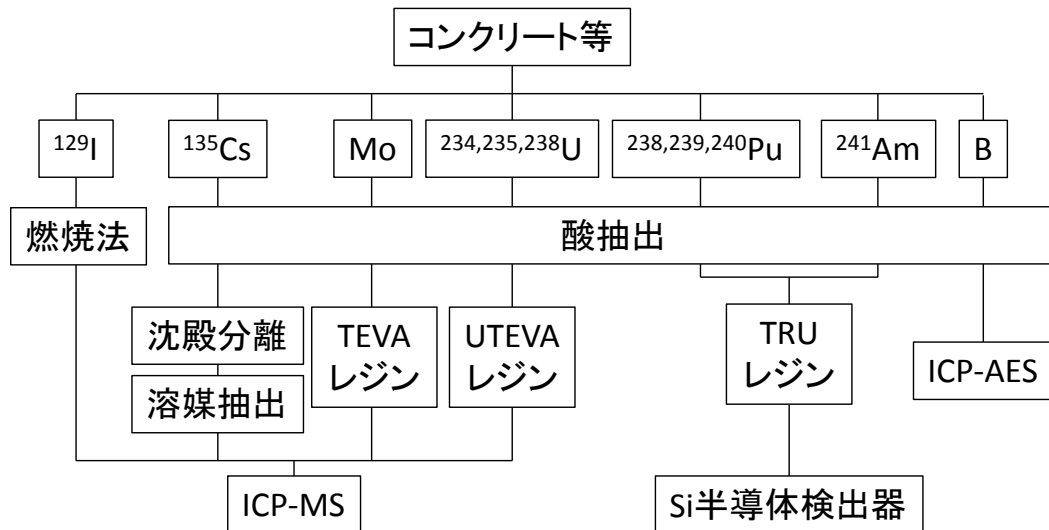 コンクリート等
¹²⁹I
¹³⁵Cs
Mo
²³⁴,²³⁵,²³⁸U
²³⁸,²³⁹,²⁴⁰Pu
²⁴¹Am
B
燃焼法
酸抽出
沈殿分離
溶媒抽出
TEVA
レジン
UTEVA
レジン
TRU
レジン
ICP-AES
ICP-MS
Si半導体検出器